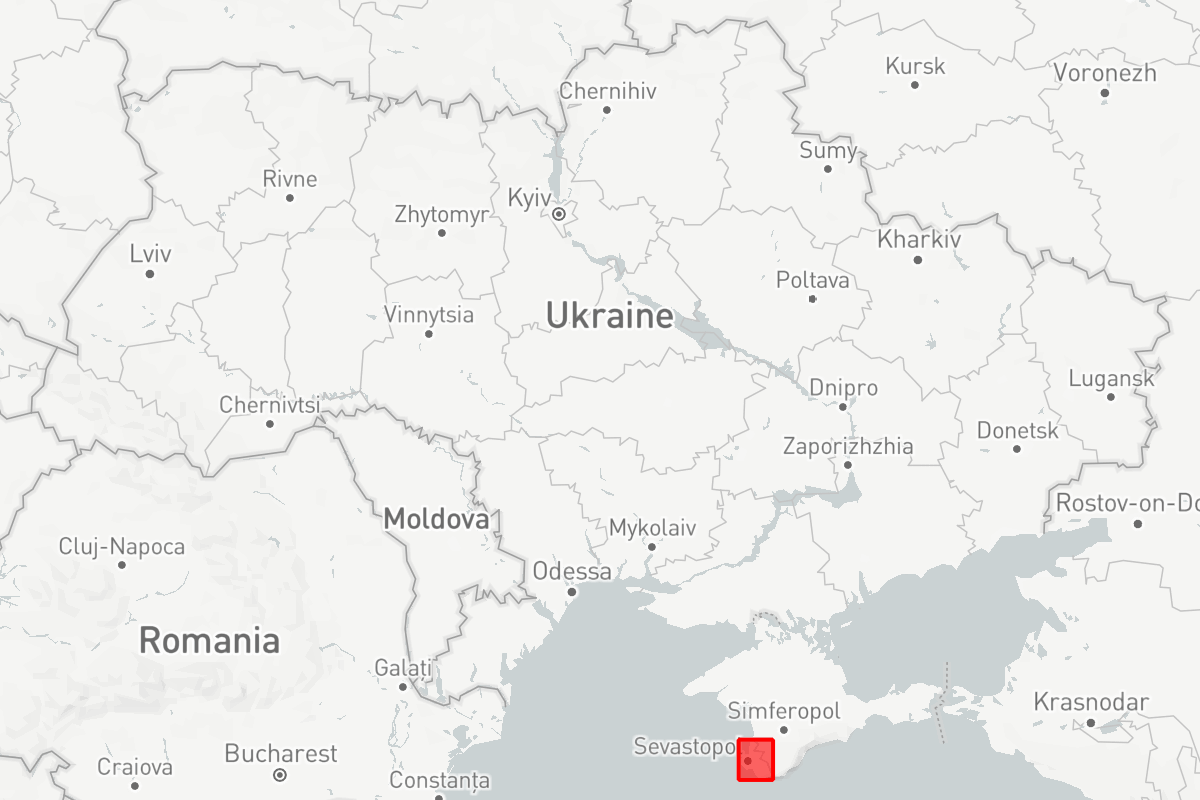 Kursk
Voronezh
Chernihiv
Sumy
Rivne
Kyiv
Zhytomyr
Kharkiv
Lviv
Poltava
Vinnytsia
Ukraine
Lugansk
Dnipro
Chernivtsi
Donetsk
Zaporizhzhia
Rostov-on-Do
Moldova
Mykolaiv
Cluj-Napoca
Odessa
Romania
Galați
Krasnodar
Simferopol
Sevastopo
Bucharest
Craiova
Constanța